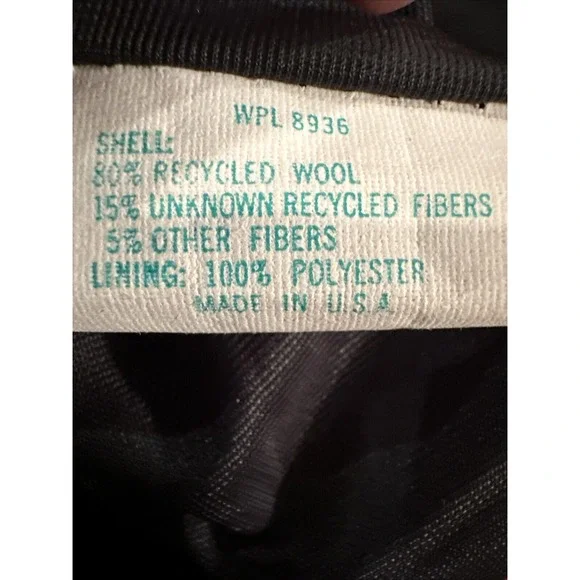 WPL 8936
SHELL:
80% RECYCLED WOOL
15% UNKNOWN RECYCLED FIBERS
5% OTHER FIBERS
LINING: 100% POLYESTER
MADE IN U.S.A